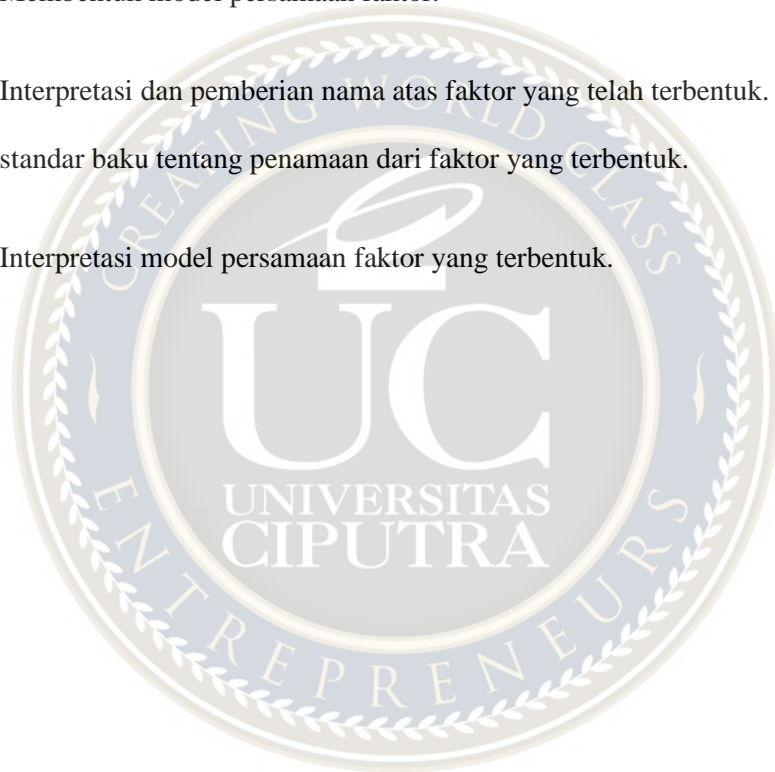 Membentuk model persamaan faktor.
Interpretasi dan pemberian nama atas faktor yang telah terbentuk.
standar baku tentang penamaan dari faktor yang terbentuk.
Interpretasi model persamaan faktor yang terbentuk.
CREATING WORLD CLASS
UC
UNIVERSITAS
CIPUTRA
ENTREPRENEURS